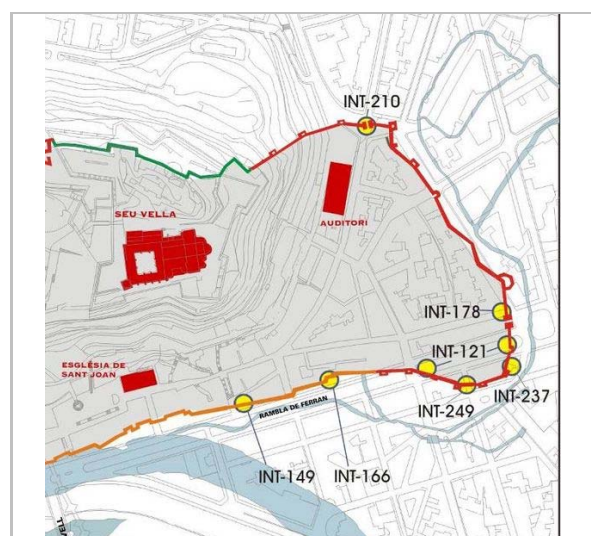 INT-210
SEU VELLA
AUDITORI
INT-178
INT-121
ESGLÉSIA DE
SANT JOAN
INT-237
RAMBLA DE FERRAN
INT-249
INT-149
INT-166